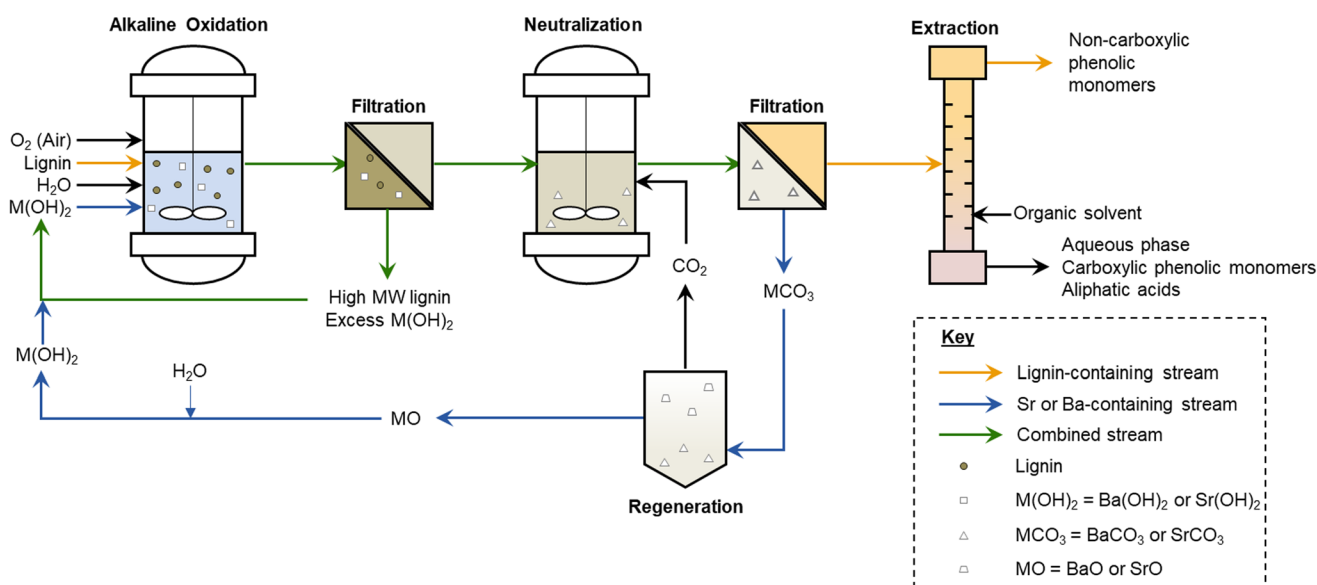 Alkaline Oxidation
Neutralization
Extraction
Non-carboxylic
phenolic
monomers
Filtration
Filtration
O₂ (Air)
Lignin
H₂O
M(OH)₂
Organic solvent
Aqueous phase
Carboxylic phenolic monomers
Aliphatic acids
CO₂
MCO₃
High MW lignin
Excess M(OH)₂
M(OH)₂
H₂O
MO
Regeneration
Key
Lignin-containing stream
Sr or Ba-containing stream
Combined stream
Lignin
M(OH)₂ = Ba(OH)₂ or Sr(OH)₂
MCO₃ = BaCO₃ or SrCO₃
MO = BaO or SrO